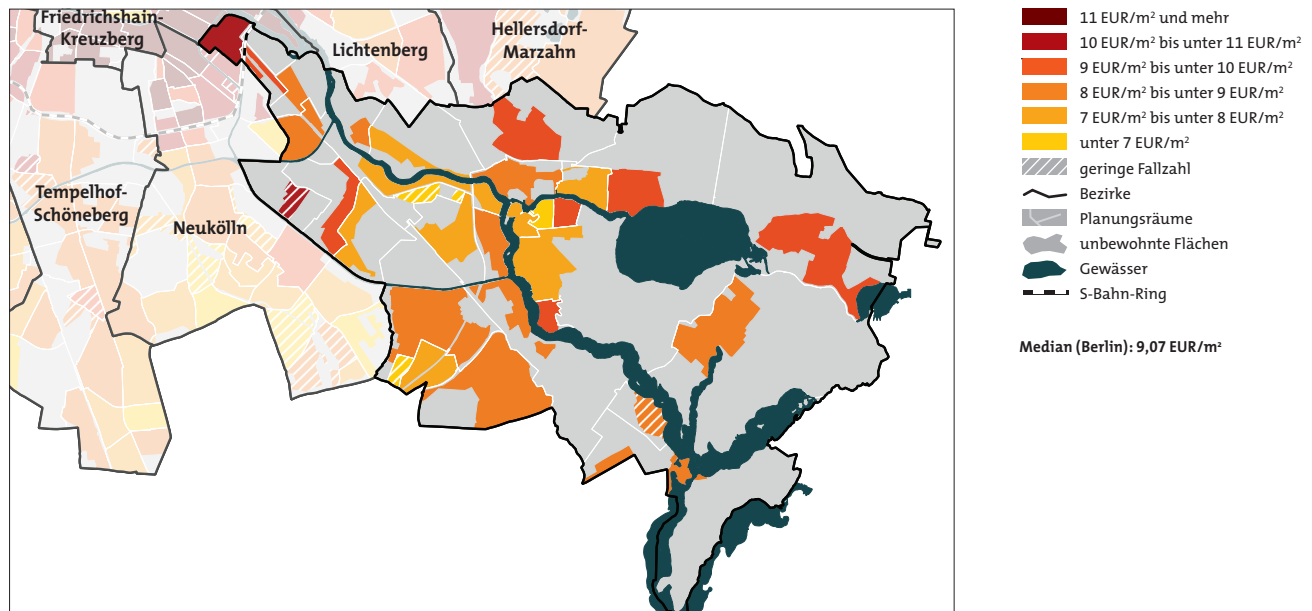 Friedrichshain-
Kreuzberg
Lichtenberg
Hellersdorf-
Marzahn
Tempelhof-
Schöneberg
Neukölln
11 EUR/m² und mehr
10 EUR/m² bis unter 11 EUR/m²
9 EUR/m² bis unter 10 EUR/m²
8 EUR/m² bis unter 9 EUR/m²
7 EUR/m² bis unter 8 EUR/m²
unter 7 EUR/m²
geringe Fallzahl
Bezirke
Planungsräume
unbewohnte Flächen
Gewässer
S-Bahn-Ring
Median (Berlin): 9,07 EUR/m²